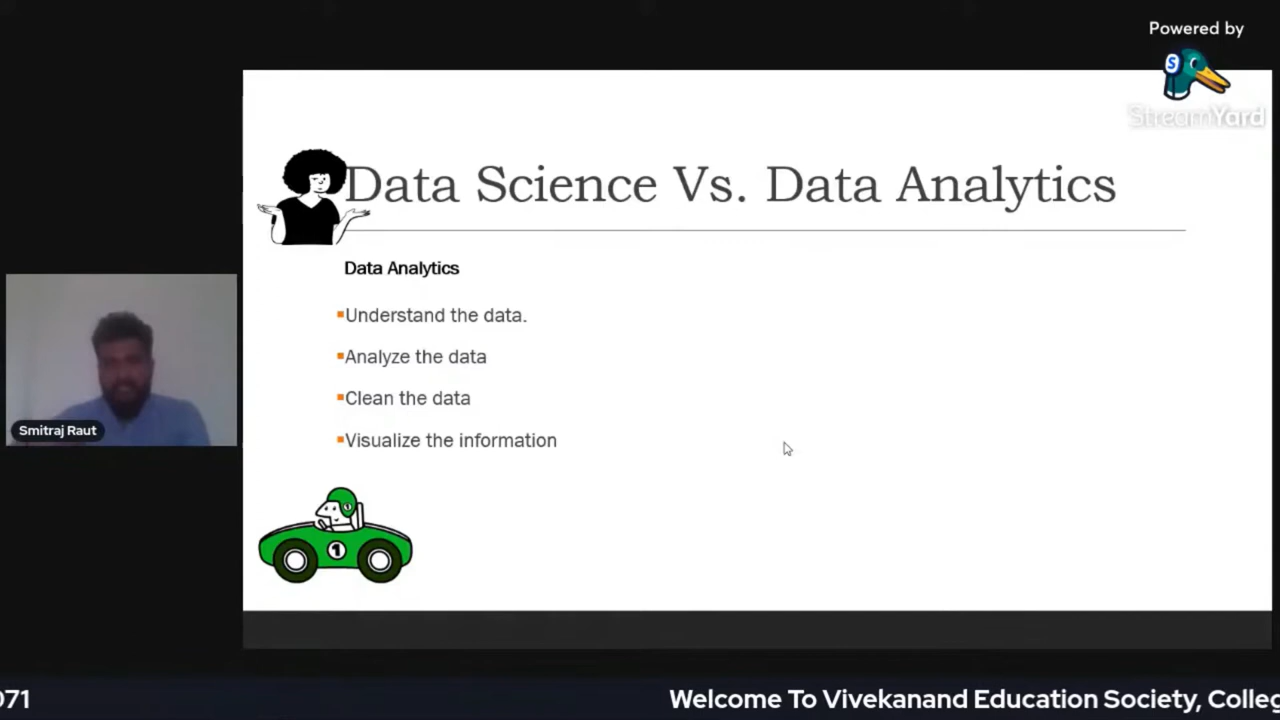 Powered by
S
StreamYard
Data Science Vs. Data Analytics
Data Analytics
▪Understand the data.
▪Analyze the data
▪Clean the data
▪Visualize the information
Smitraj Raut
1
1
071
Welcome To Vivekanand Education Society, Colleg